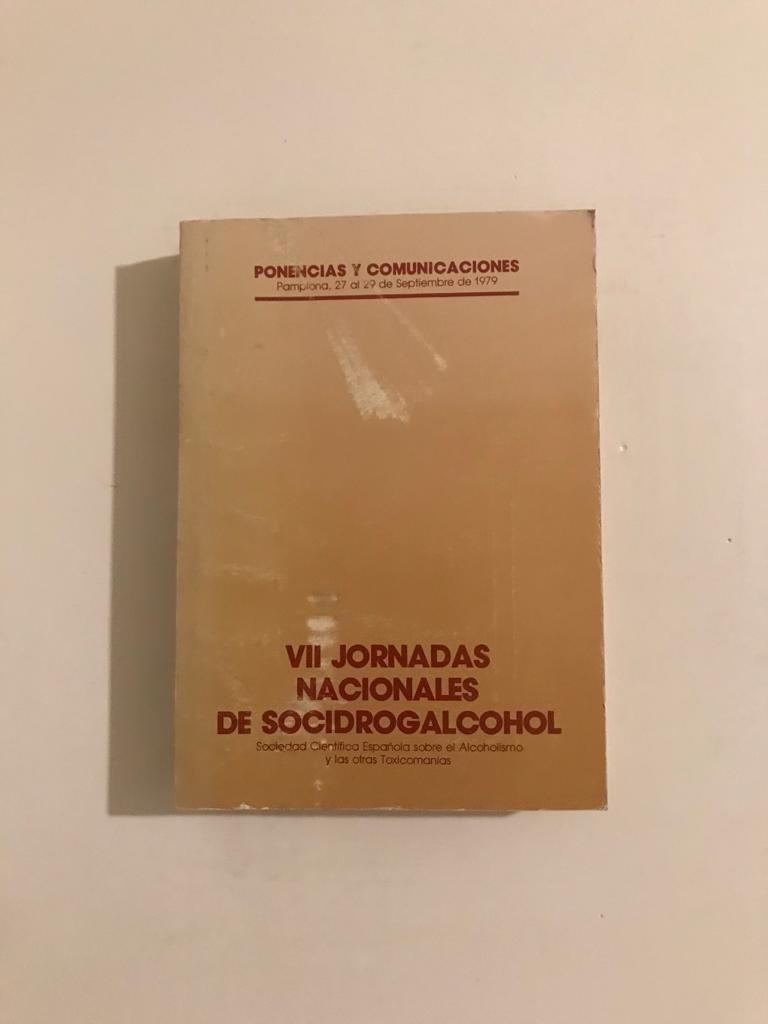 PONENCIAS Y COMUNICACIONES
Pamplona, 27 al 29 de Septiembre de 1979
VII JORNADAS
NACIONALES
DE SOCIDROGALCOHOL
Sociedad Científica Española sobre el Alcoholismo
y las otras Toxicomanías